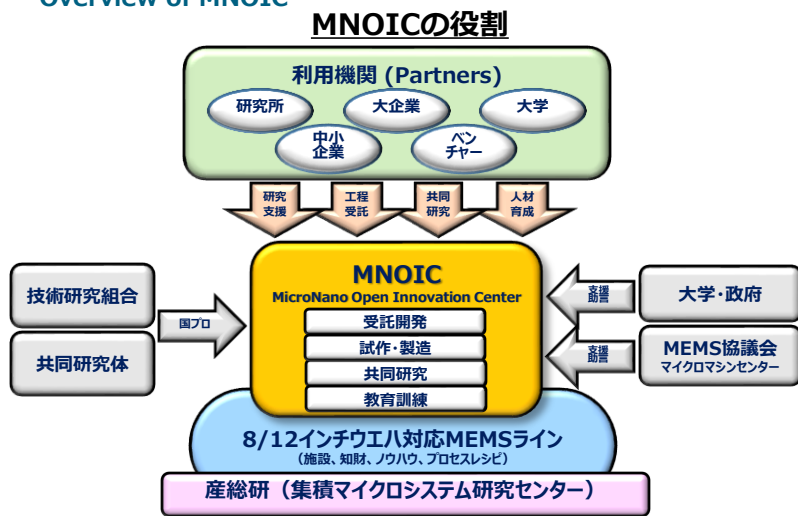 Overview of MNOIC
MNOICの役割
利用機関 (Partners)
研究所
大企業
大学
中小
企業
ベン
チャー
研究
支援
工程
受託
共同
研究
人材
育成
技術研究組合
共同研究体
国プロ
MNOIC
MicroNano Open Innovation Center
受託開発
試作・製造
共同研究
教育訓練
支援
助言
大学・政府
支援
助言
MEMS協議会
マイクロマシンセンター
8/12インチウエハ対応MEMSライン
（施設、知財、ノウハウ、プロセスレシピ）
産総研（集積マイクロシステム研究センター）